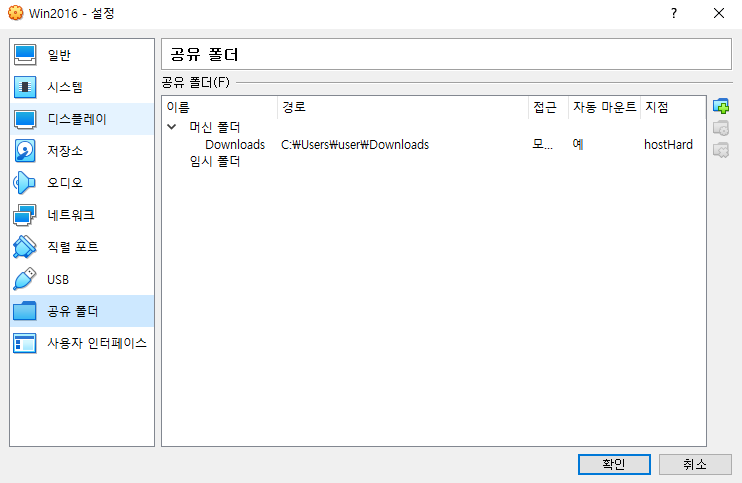 Win2016 - 설정
?
일반
시스템
디스플레이
저장소
오디오
네트워크
직렬 포트
USB
공유 폴더
사용자 인터페이스
공유 폴더
공유 폴더(F)
이름 경로 접근 자동 마운트 지점
머신 폴더
Downloads C:₩Users₩user₩Downloads 모... 예 hostHard
임시 폴더
확인 취소